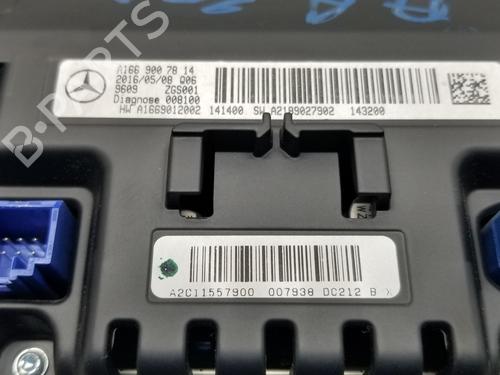 B-PARTS
A166 900 78 14
2016/05/08 Q06
9609 ZGS001
Diagnose 008100
HW A1669012002 141400 SW A2189027902 143200
WZ
A2C11557900 007938 DC212 B X